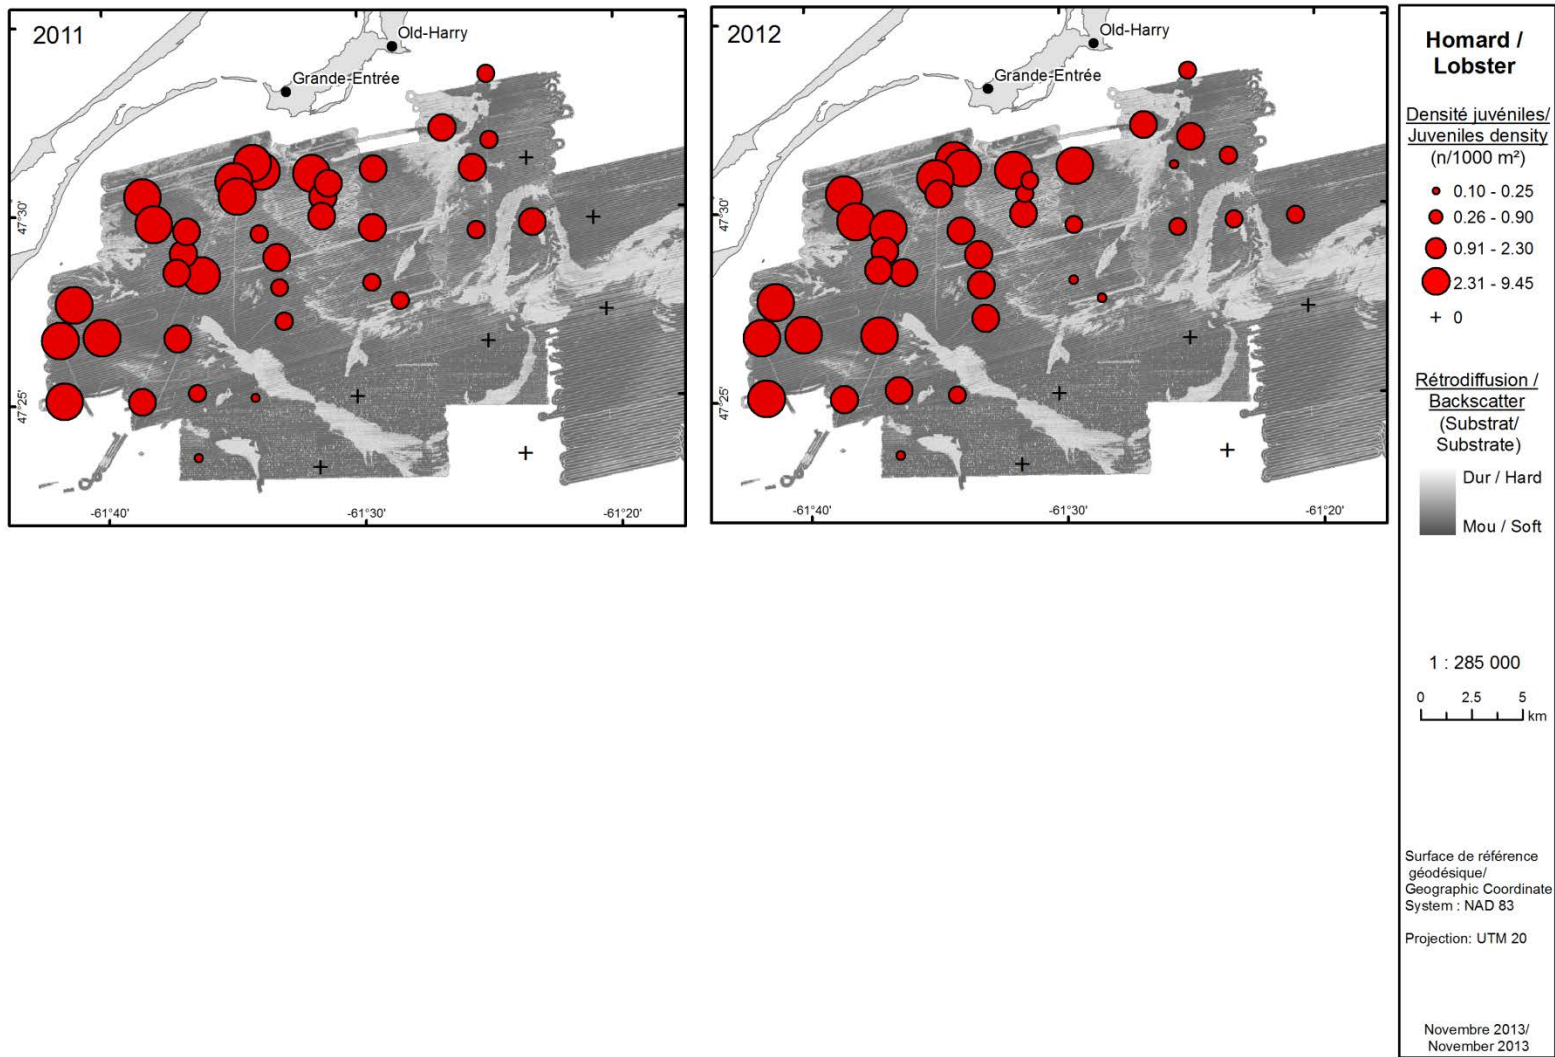 2011
Old-Harry
Grande-Entrée
47°30'
47°25'
-61°40'
-61°30'
-61°20'
2012
Old-Harry
Grande-Entrée
47°30'
47°25'
-61°40'
-61°30'
-61°20'
Homard /
Lobster
Densité juvéniles/
Juveniles density
(n/1000 m²)
0.10 - 0.25
0.26 - 0.90
0.91 - 2.30
2.31 - 9.45
+ 0
Rétrodiffusion /
Backscatter
(Substrat/
Substrate)
Dur / Hard
Mou / Soft
1 : 285 000
0 2.5 5
km
Surface de référence
géodésique/
Geographic Coordinate
System : NAD 83
Projection: UTM 20
Novembre 2013/
November 2013